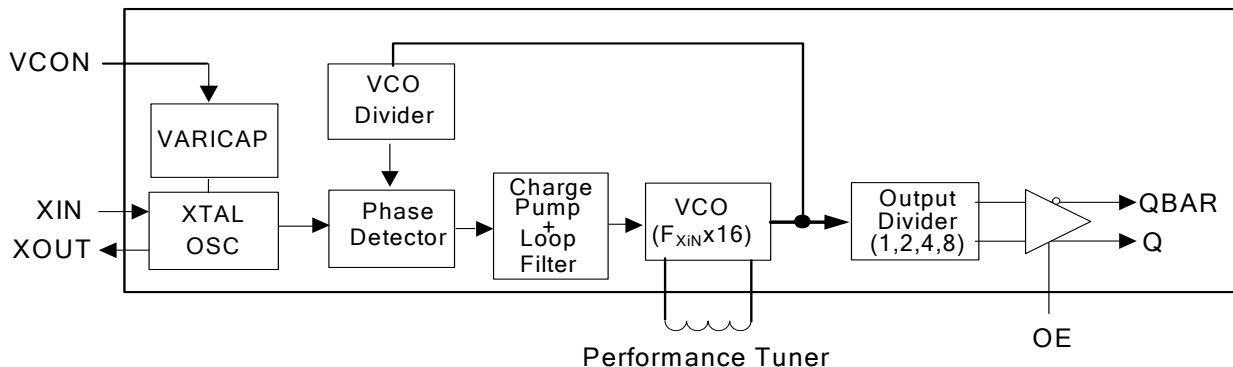 VCON
VCO
Divider
VARICAP
XIN
XOUT
XTAL
OSC
Phase
Detector
Charge
Pump
+
Loop
Filter
VCO
(FXiNx16)
Output
Divider
(1,2,4,8)
QBAR
Q
OE
Performance Tuner